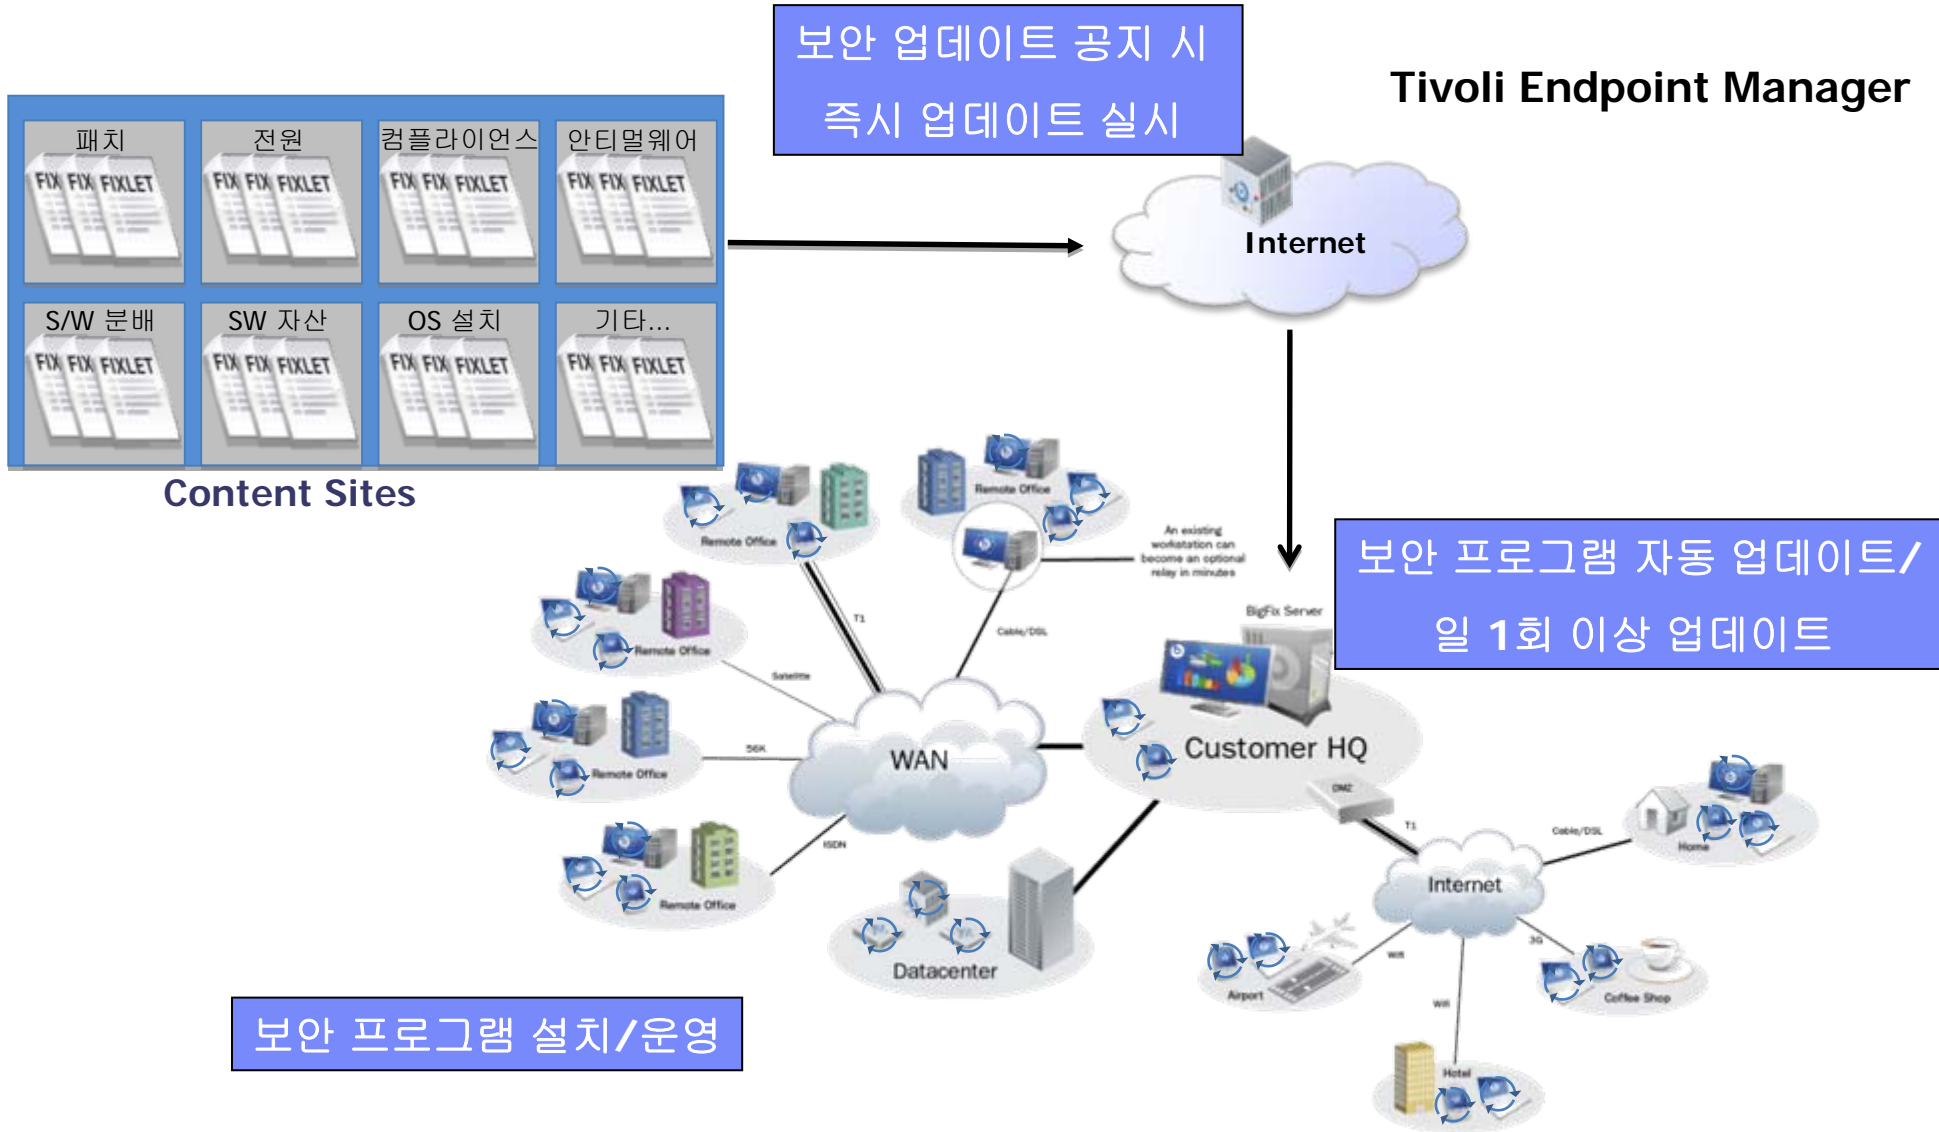 보안 업데이트 공지 시
즉시 업데이트 실시
Tivoli Endpoint Manager
패치
전원
컴플라이언스
안티멀웨어
FIX FIX FIXLET
FIX FIX FIXLET
FIX FIX FIXLET
FIX FIX FIXLET
Internet
S/W 분배
SW 자산
OS 설치
기타...
FIX FIX FIXLET
FIX FIX FIXLET
FIX FIX FIXLET
FIX FIX FIXLET
Content Sites
Remote Office
Remote Office
An existing
workstation can
become an optional
relay in minutes
보안 프로그램 자동 업데이트/
일 1회 이상 업데이트
BigFix Server
T1
Cable/DSL
Remote Office
Satellite
WAN
56K
Customer HQ
Remote Office
DMZ
T1
Cable/DSL
Home
ISDN
Internet
Remote Office
3G
Wifi
Datacenter
Airport
Coffee Shop
Wifi
보안 프로그램 설치/운영
Hotel